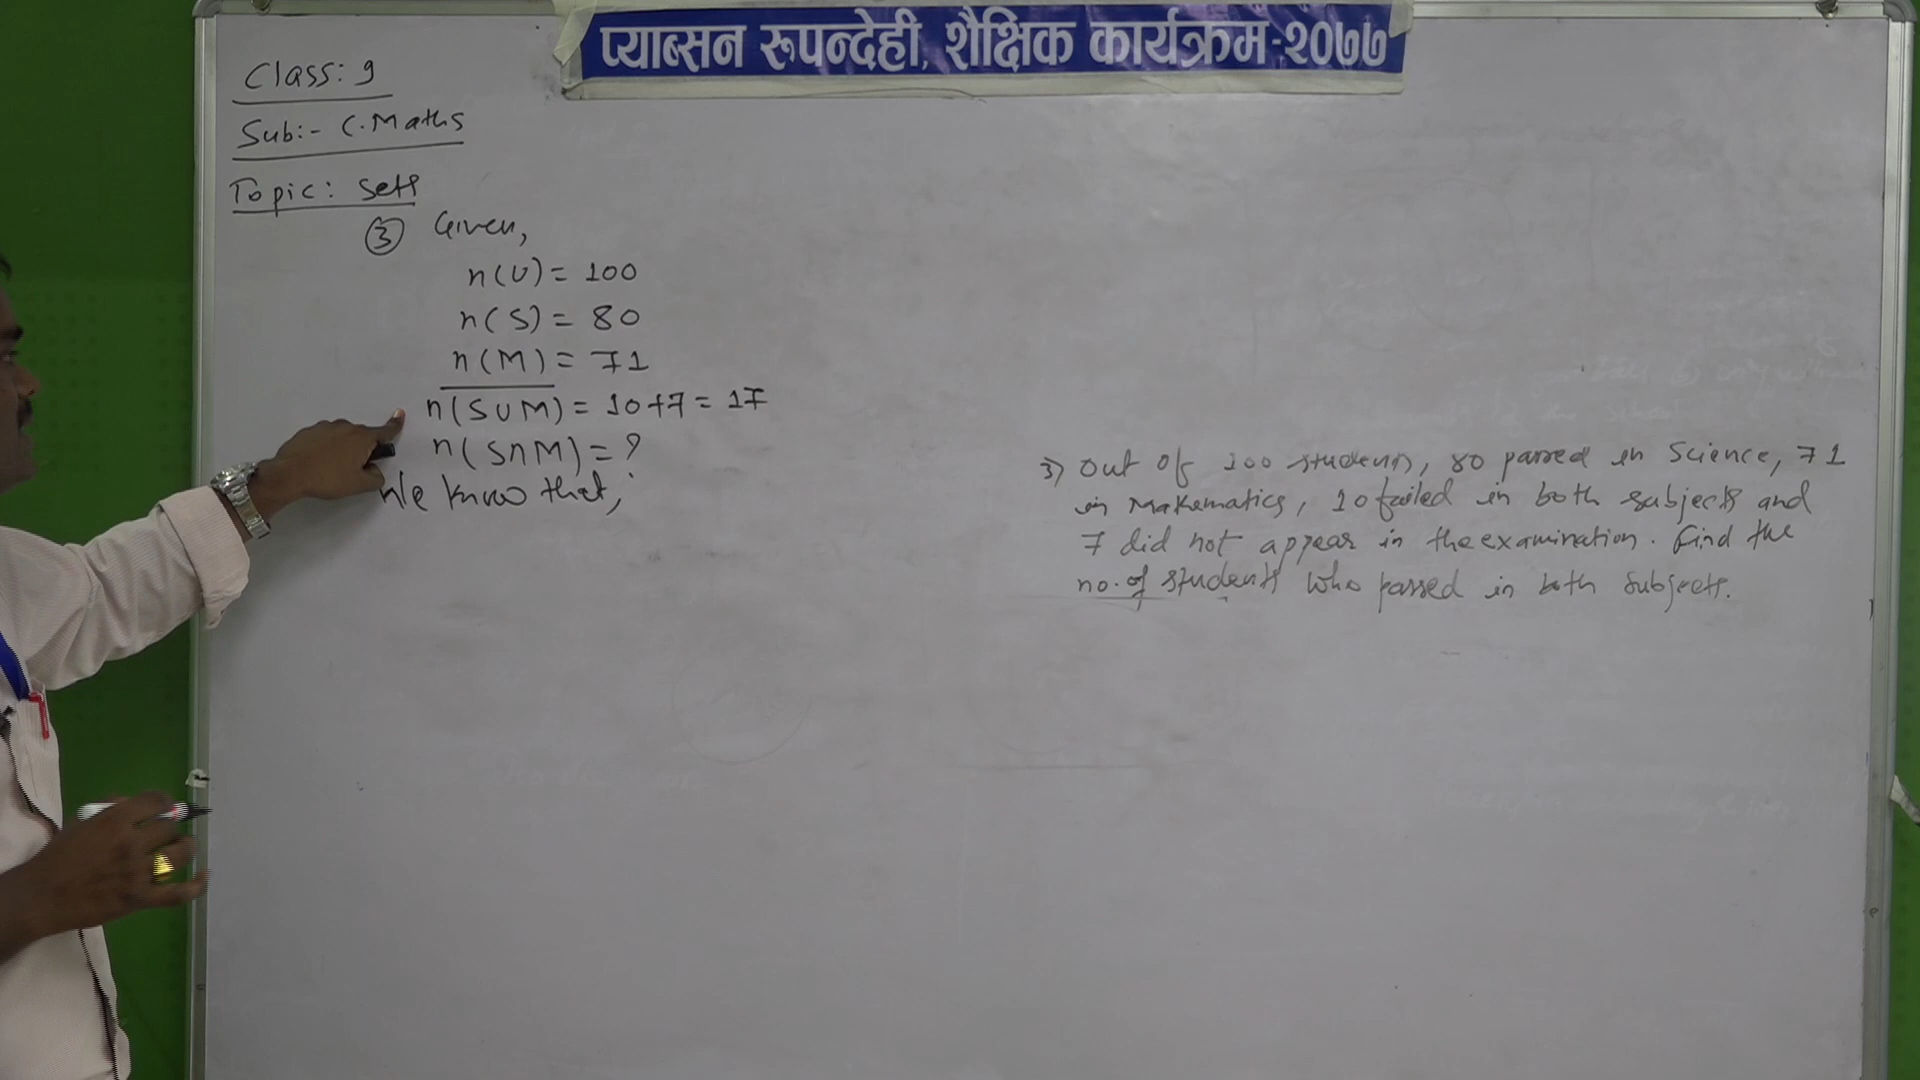 प्याब्सन रूपन्देही, शैक्षिक कार्यक्रम-२०७७
Class: 9
Sub:- C. Maths
Topic: Sets
③ Given,
n(U) = 100
n(S) = 80
n(M) = 71
n(S∪M) = 10+7 = 17
n(S∩M) = ?
We know that,
3) Out of 100 students, 80 passed in Science, 71
in Mathematics, 10 failed in both subjects and
7 did not appear in the examination. Find the
no. of students who passed in both subjects.